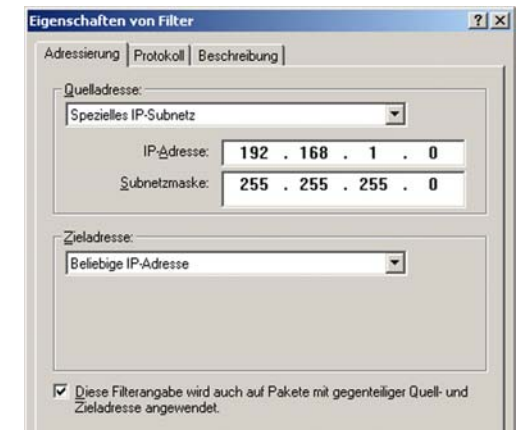 Eigenschaften von Filter
Adressierung Protokoll Beschreibung
Quelladresse:
Spezielles IP-Subnetz
IP-Adresse: 192 . 168 . 1 . 0
Subnetzmaske: 255 . 255 . 255 . 0
Zieladresse:
Beliebige IP-Adresse
Diese Filterangabe wird auch auf Pakete mit gegenteiliger Quell- und
Zieladresse angewendet.